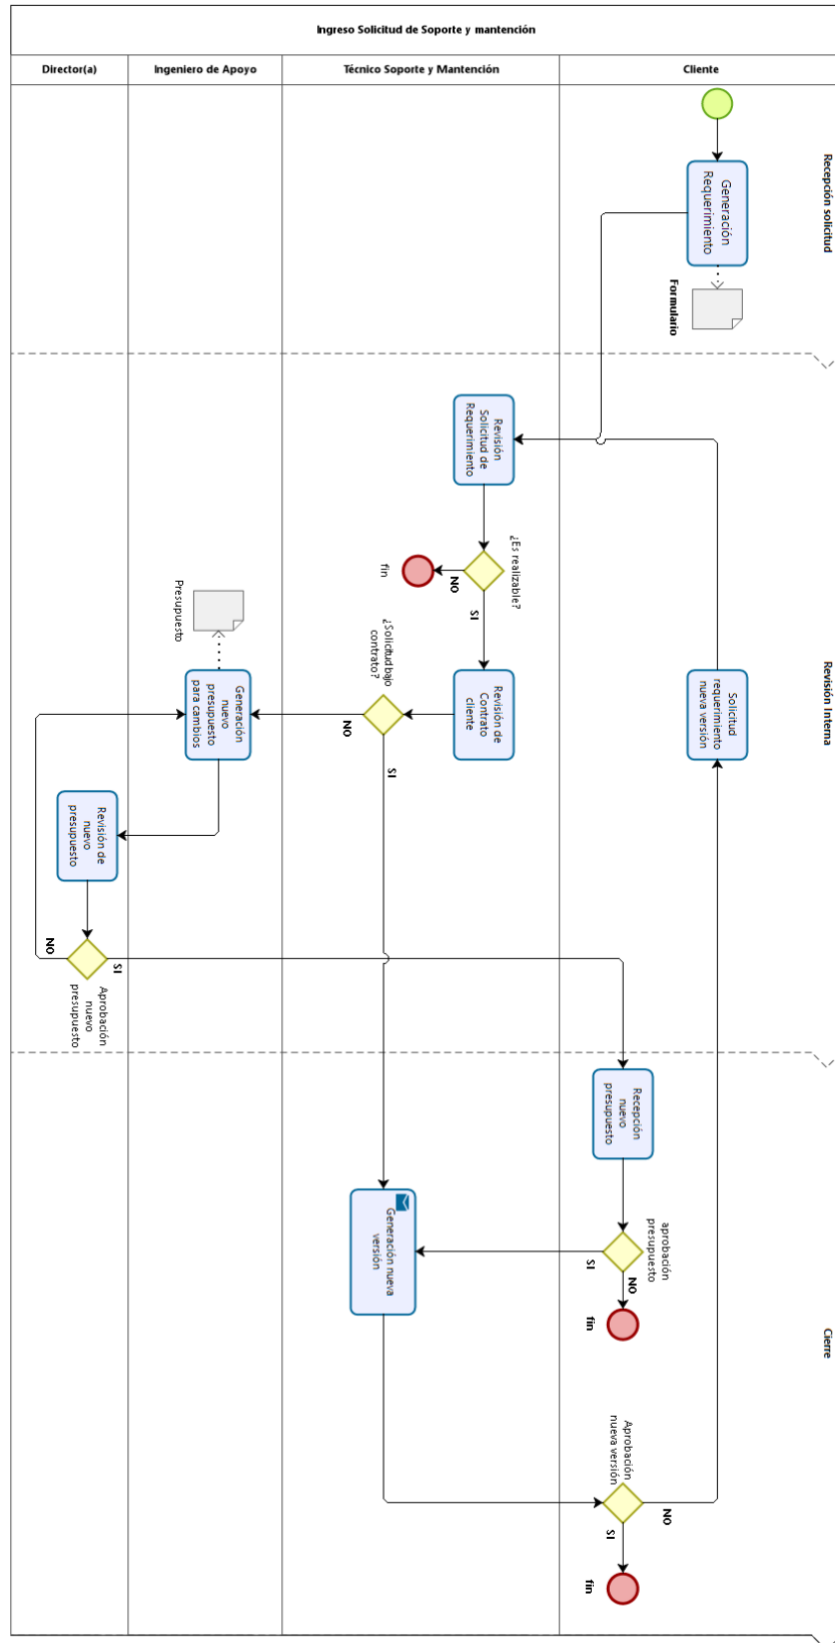 Ingreso Solicitud de Soporte y mantención
Director(a)
Ingeniero de Apoyo
Técnico Soporte y Mantención
Cliente
Recepción solicitud
Generación
Requerimiento
Formulario
Revisión Interna
Revisión
Solicitud de
Requerimiento
¿Es realizable?
NO
fin
SI
Revisión de
Contrato
cliente
¿Solicitud bajo
contrato?
NO
SI
Presupuesto
Generación
nuevo
presupuesto
para cambios
Solicitud
requerimiento
nueva versión
Revisión de
nuevo
presupuesto
NO
SI
Aprobación
nuevo
presupuesto
Cierre
Recepción
nuevo
presupuesto
aprobación
presupuesto
SI
NO
fin
Generación nueva
versión
Aprobación
nueva versión
NO
SI
fin